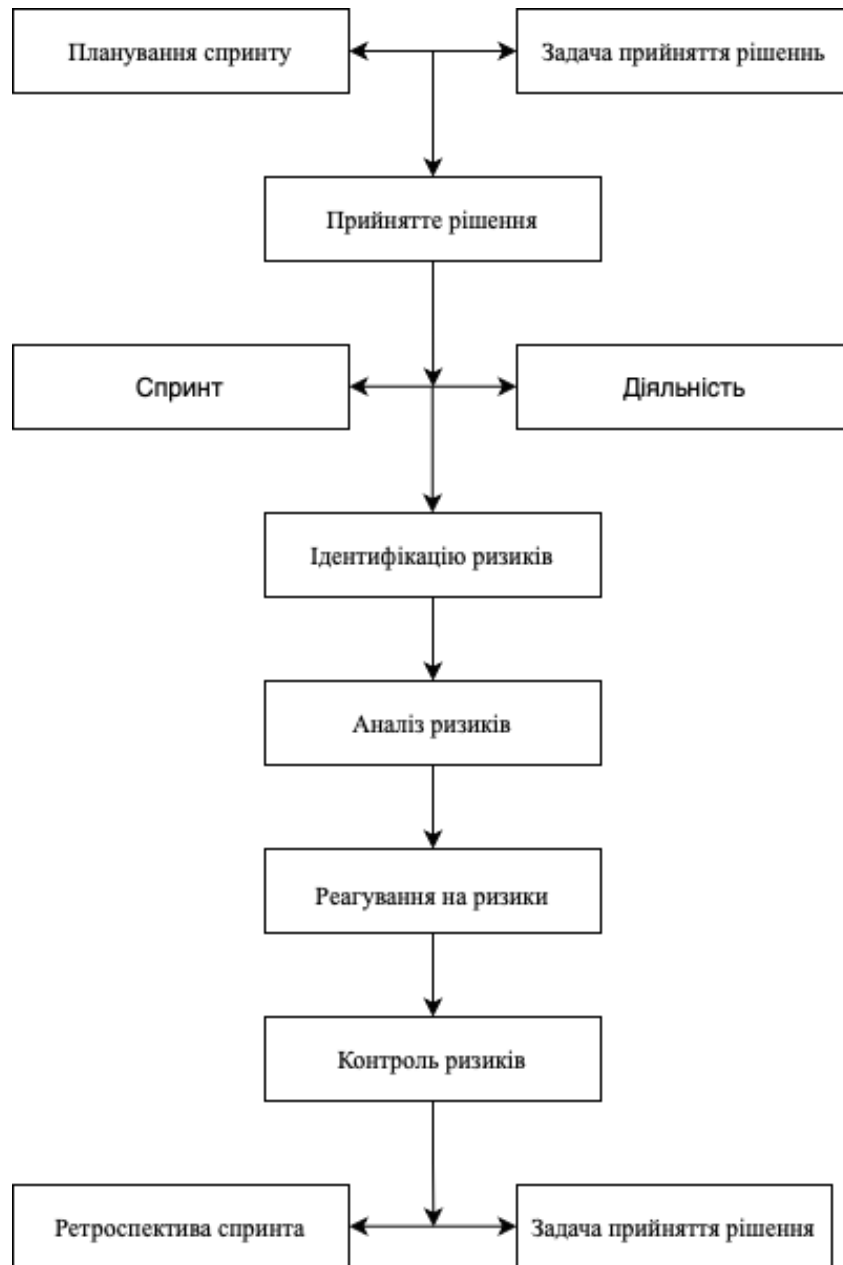 Планування спринту
Задача прийняття рішеннь
Прийнятте рішення
Спринт
Діяльність
Ідентифікацію ризиків
Аналіз ризиків
Реагування на ризики
Контроль ризиків
Ретроспектива спринта
Задача прийняття рішення